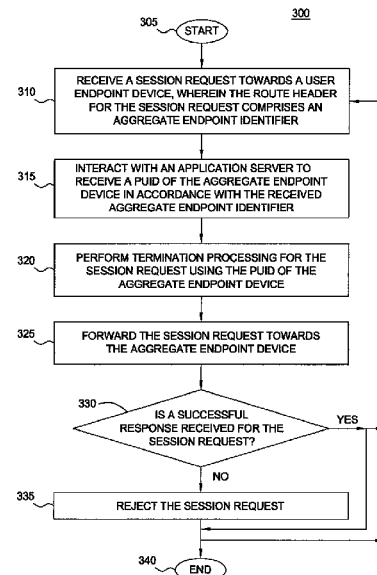 300
305
START
310
RECEIVE A SESSION REQUEST TOWARDS A USER
ENDPOINT DEVICE, WHEREIN THE ROUTE HEADER
FOR THE SESSION REQUEST COMPRISES AN
AGGREGATE ENDPOINT IDENTIFIER
315
INTERACT WITH AN APPLICATION SERVER TO
RECEIVE A PUID OF THE AGGREGATE ENDPOINT
DEVICE IN ACCORDANCE WITH THE RECEIVED
AGGREGATE ENDPOINT IDENTIFIER
320
PERFORM TERMINATION PROCESSING FOR THE
SESSION REQUEST USING THE PUID OF THE
AGGREGATE ENDPOINT DEVICE
325
FORWARD THE SESSION REQUEST TOWARDS
THE AGGREGATE ENDPOINT DEVICE
330
IS A SUCCESSFUL
RESPONSE RECEIVED FOR THE
SESSION REQUEST?
YES
NO
335
REJECT THE SESSION REQUEST
340
END